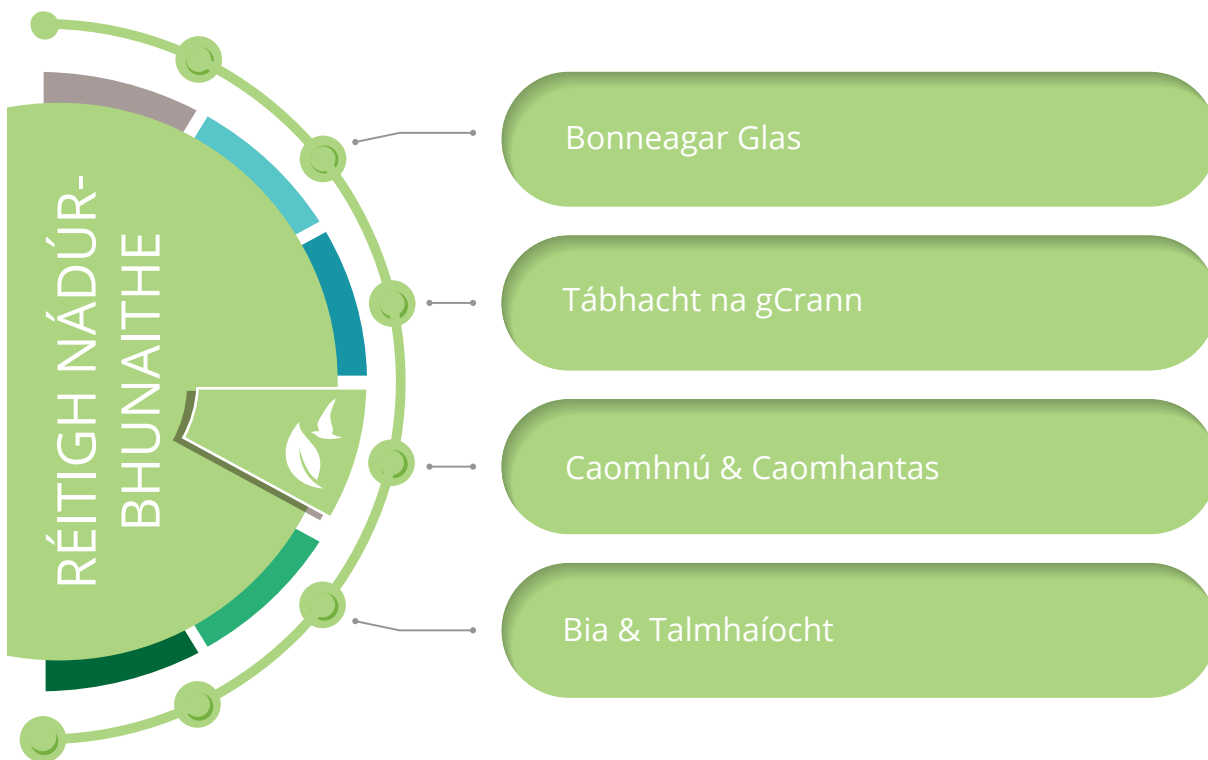 RÉITIGH NÁDÚR-
BHUNAITHE
Bonneagar Glas
Tábhacht na gCrann
Caomhnú & Caomhantas
Bia & Talmhaíocht